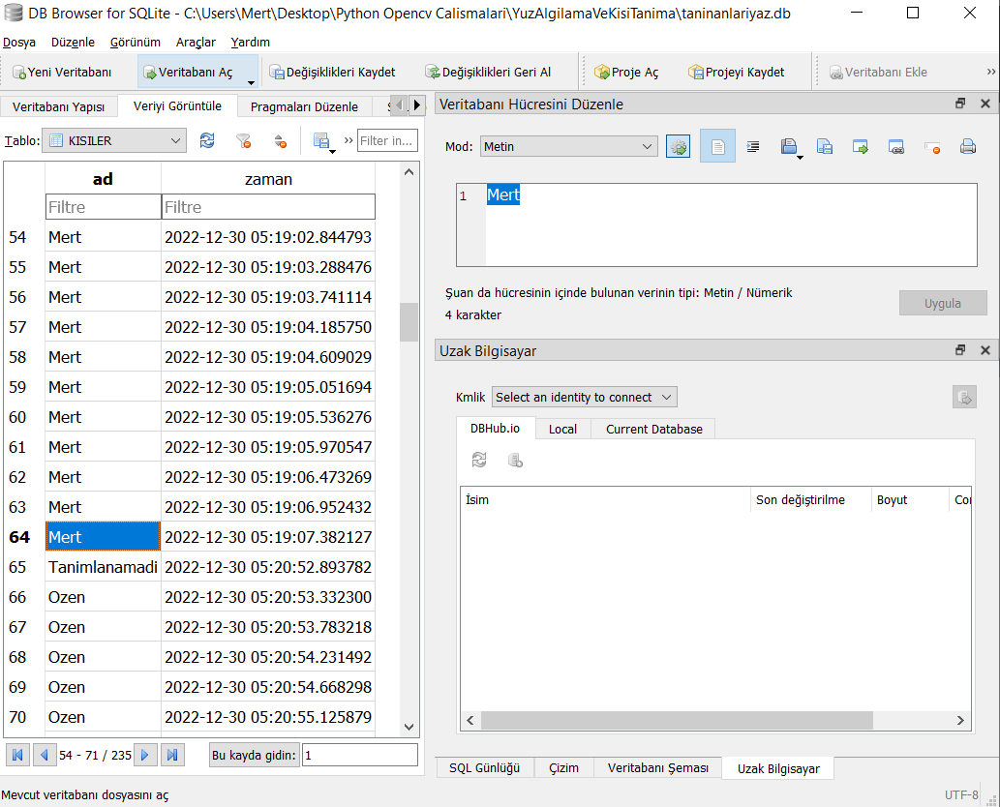 DB Browser for SQLite - C:\Users\Mert\Desktop\Python Opencv Calismalari\YuzAlgilamaVeKisiTanima\taninanlariyaz.db
Dosya Düzenle Görünüm Araçlar Yardım
Yeni Veritabanı Veritabanı Aç Değişiklikleri Kaydet Değişiklikleri Geri Al Proje Aç Projeyi Kaydet Veritabanı Ekle »
Veritabanı Yapısı Veriyi Görüntüle Pragmaları Düzenle
Tablo: KISILER » Filter in...
ad zaman
Filtre Filtre
54 Mert 2022-12-30 05:19:02.844793
55 Mert 2022-12-30 05:19:03.288476
56 Mert 2022-12-30 05:19:03.741114
57 Mert 2022-12-30 05:19:04.185750
58 Mert 2022-12-30 05:19:04.609029
59 Mert 2022-12-30 05:19:05.051694
60 Mert 2022-12-30 05:19:05.536276
61 Mert 2022-12-30 05:19:05.970547
62 Mert 2022-12-30 05:19:06.473269
63 Mert 2022-12-30 05:19:06.952432
64 Mert 2022-12-30 05:19:07.382127
65 Tanimlanamadi 2022-12-30 05:20:52.893782
66 Ozen 2022-12-30 05:20:53.332300
67 Ozen 2022-12-30 05:20:53.783218
68 Ozen 2022-12-30 05:20:54.231492
69 Ozen 2022-12-30 05:20:54.668298
70 Ozen 2022-12-30 05:20:55.125879
54 - 71 / 235 Bu kayda gidin: 1
Veritabanı Hücresini Düzenle
Mod: Metin
1 Mert
Şuan da hücresinin içinde bulunan verinin tipi: Metin / Nümerik
4 karakter
Uygula
Uzak Bilgisayar
Kmlik Select an identity to connect
DBHub.io Local Current Database
İsim Son değiştirilme Boyut Cor
SQL Günlüğü Çizim Veritabanı Şeması Uzak Bilgisayar
Mevcut veritabanı dosyasını aç UTF-8